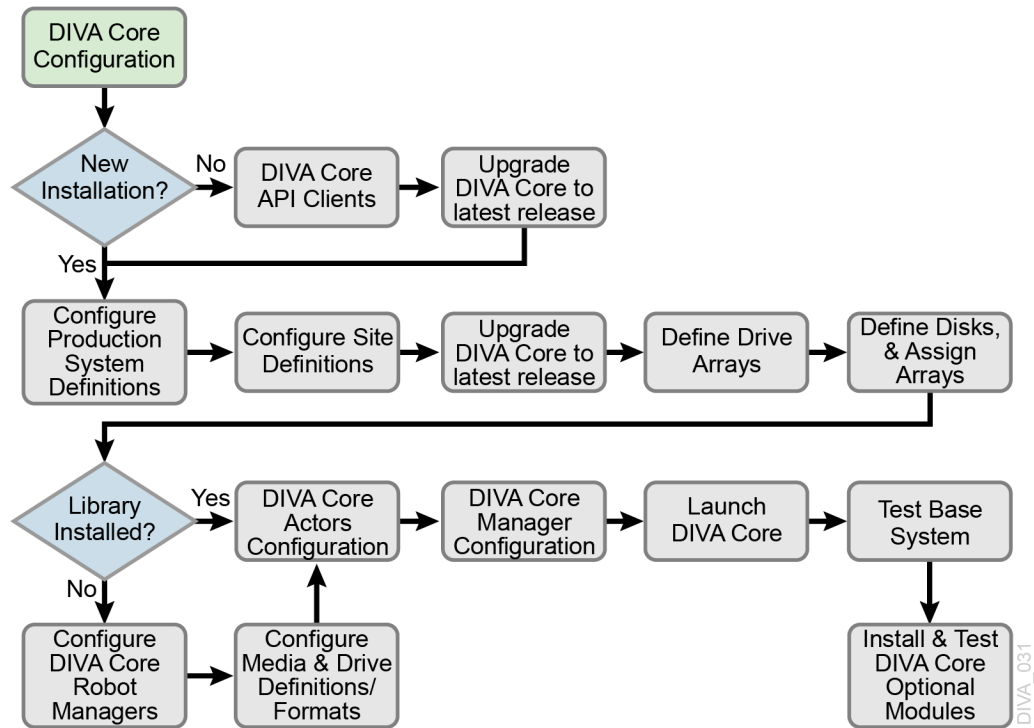 DIVA Core
Configuration
New
Installation?
No
DIVA Core
API Clients
Upgrade
DIVA Core to
latest release
Yes
Configure
Production
System
Definitions
Configure Site
Definitions
Upgrade
DIVA Core to
latest release
Define Drive
Arrays
Define Disks,
& Assign
Arrays
Library
Installed?
Yes
DIVA Core
Actors
Configuration
DIVA Core
Manager
Configuration
Launch
DIVA Core
Test Base
System
No
Configure
DIVA Core
Robot
Managers
Configure
Media & Drive
Definitions/
Formats
Install & Test
DIVA Core
Optional
Modules
DIVA_031